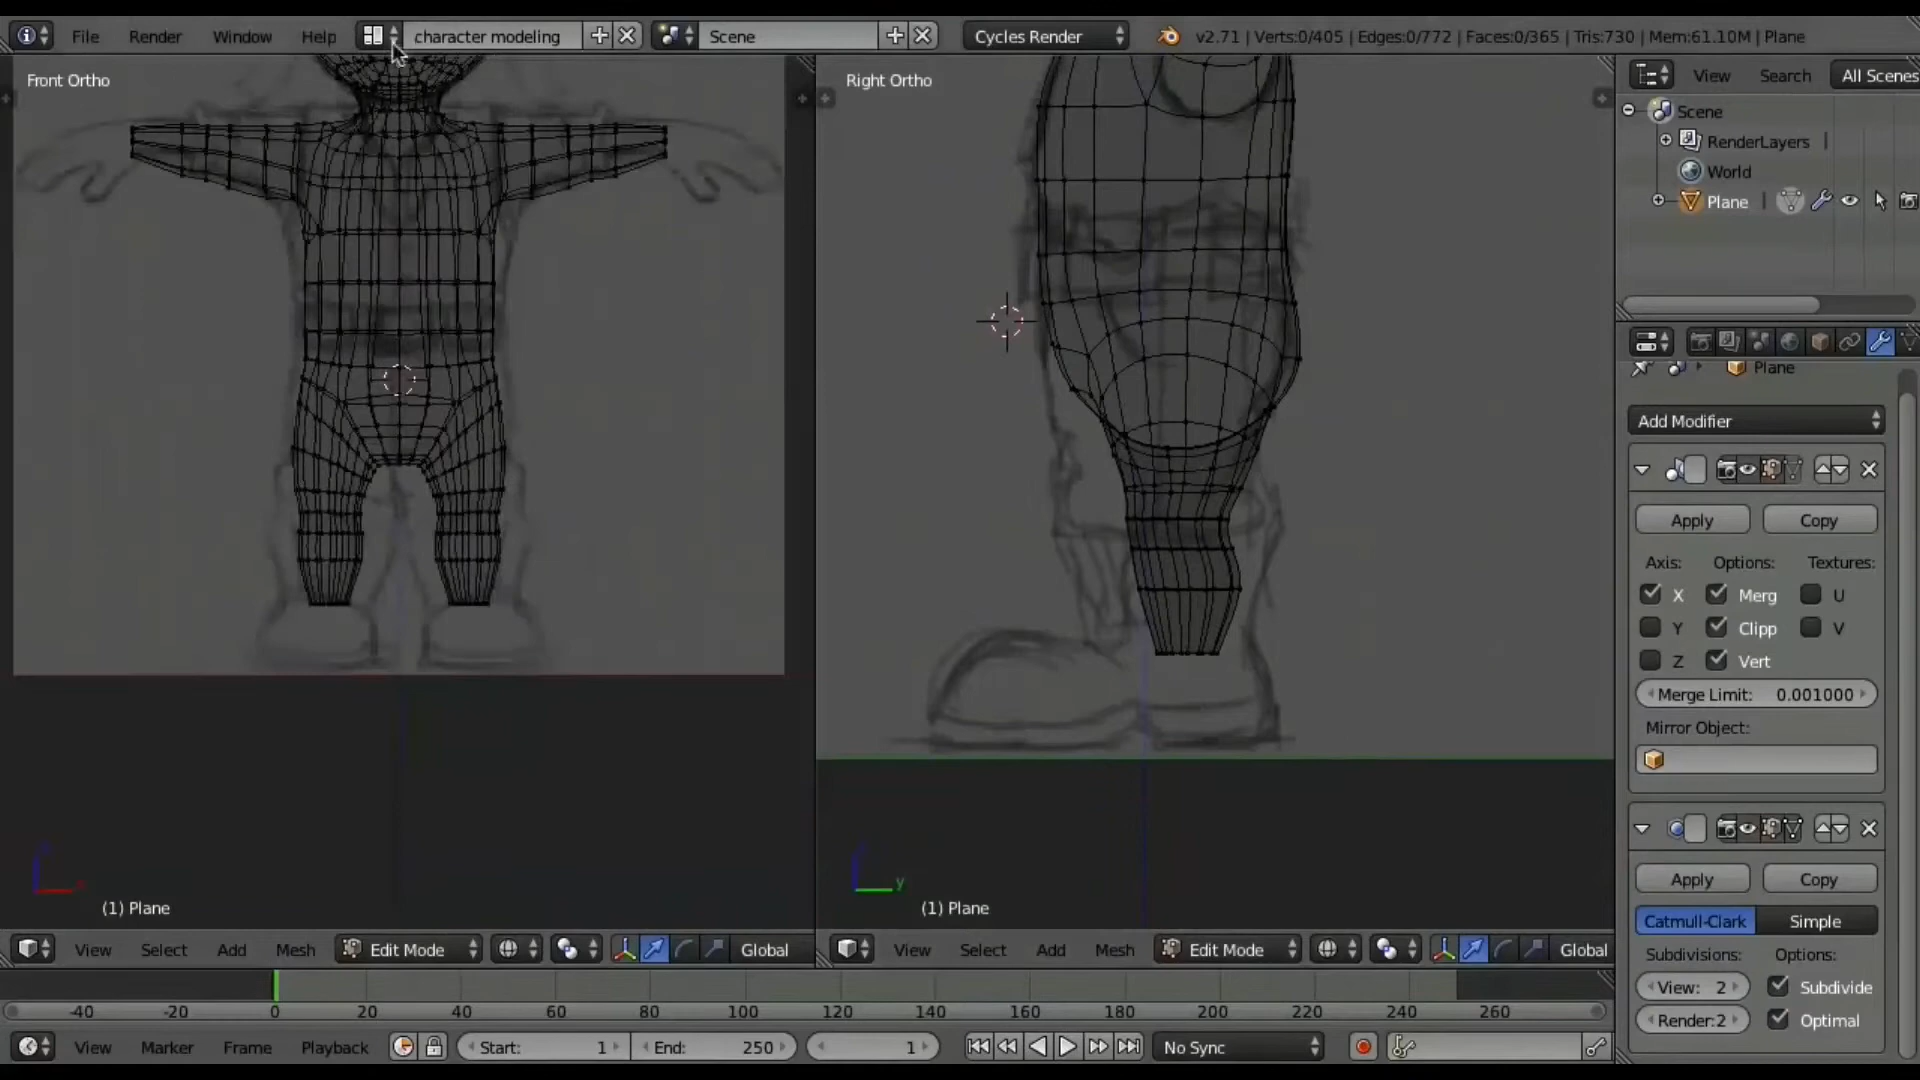 File Render Window Help character modeling Scene Cycles Render v2.71 | Verts:0/405 | Edges:0/772 | Faces:0/365 | Tris:730 | Mem:61.10M | Plane
Front Ortho
Right Ortho
View Search All Scenes
Scene
RenderLayers
World
Plane
Plane
Add Modifier
Apply Copy
Axis: Options: Textures:
X Merg U
Y Clipp V
Z Vert
Merge Limit: 0.001000
Mirror Object:
Apply Copy
Catmull-Clark Simple
Subdivisions: Options:
View: 2 Subdivide
Render:2 Optimal
y
(1) Plane
(1) Plane
View Select Add Mesh Edit Mode Global
View Select Add Mesh Edit Mode Global
-40 -20 0 20 40 60 80 100 120 140 160 180 200 220 240 260
View Marker Frame Playback Start: 1 End: 250 1 No Sync